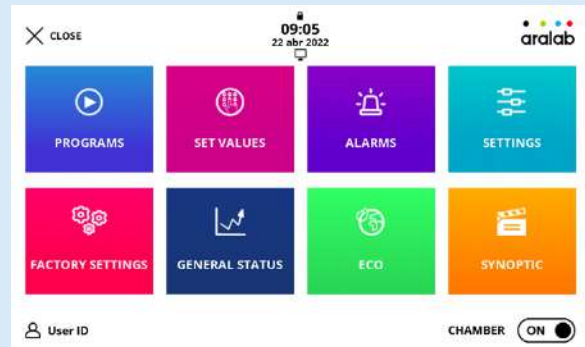 CLOSE
09:05
22 abr 2022
aralab
PROGRAMS
SET VALUES
ALARMS
SETTINGS
FACTORY SETTINGS
GENERAL STATUS
ECO
SYNOPTIC
User ID
CHAMBER ON